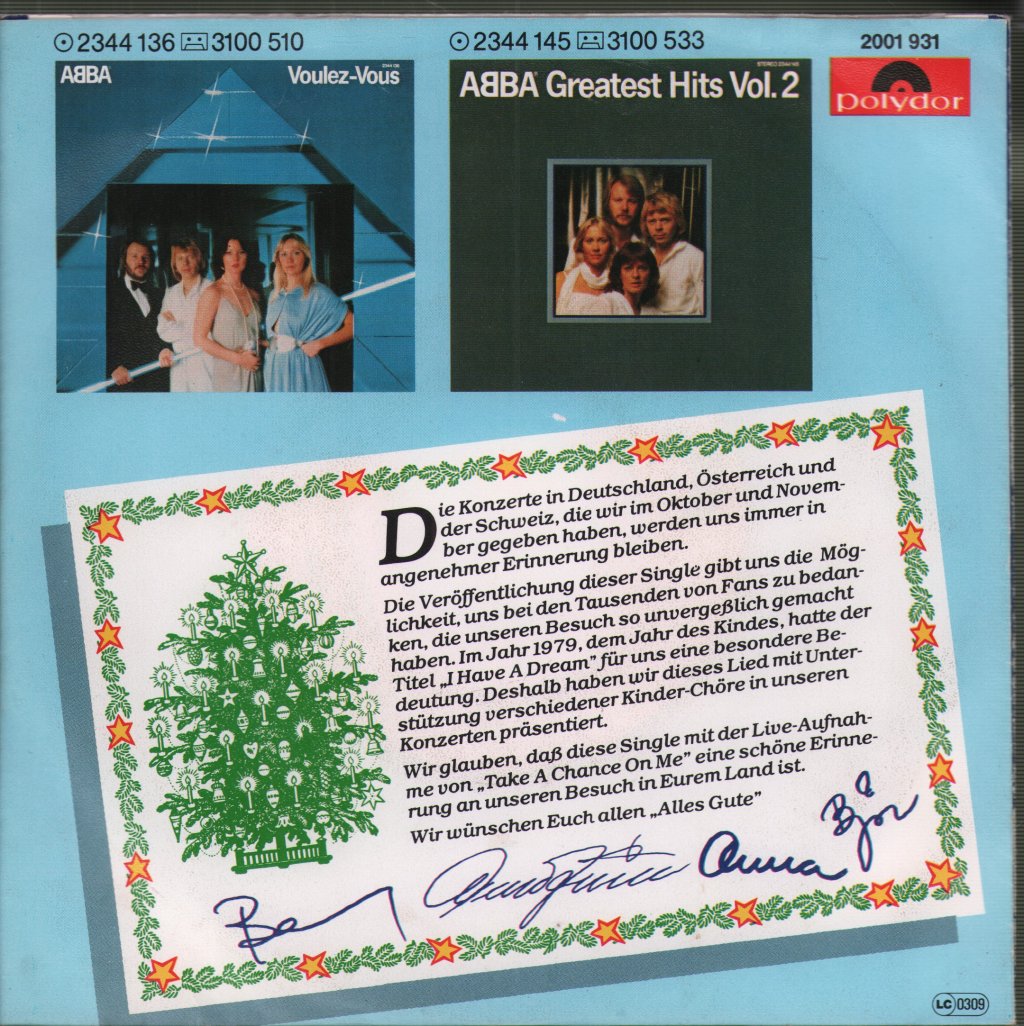 2344 136 3100 510
2344 145 3100 533
2001 931
ABBA Voulez-Vous
2344 136
STEREO 2344 145
ABBA Greatest Hits Vol. 2
polydor
Die Konzerte in Deutschland, Österreich und
der Schweiz, die wir im Oktober und Novem-
ber gegeben haben, werden uns immer in
angenehmer Erinnerung bleiben.
Die Veröffentlichung dieser Single gibt uns die Mög-
lichkeit, uns bei den Tausenden von Fans zu bedan-
ken, die unseren Besuch so unvergeßlich gemacht
haben. Im Jahr 1979, dem Jahr des Kindes, hatte der
Titel „I Have A Dream” für uns eine besondere Be-
deutung. Deshalb haben wir dieses Lied mit Unter-
stützung verschiedener Kinder-Chöre in unseren
Konzerten präsentiert.
Wir glauben, daß diese Single mit der Live-Aufnah-
me von „Take A Chance On Me” eine schöne Erinne-
rung an unseren Besuch in Eurem Land ist.
Wir wünschen Euch allen „Alles Gute”
Anna
LC 0309